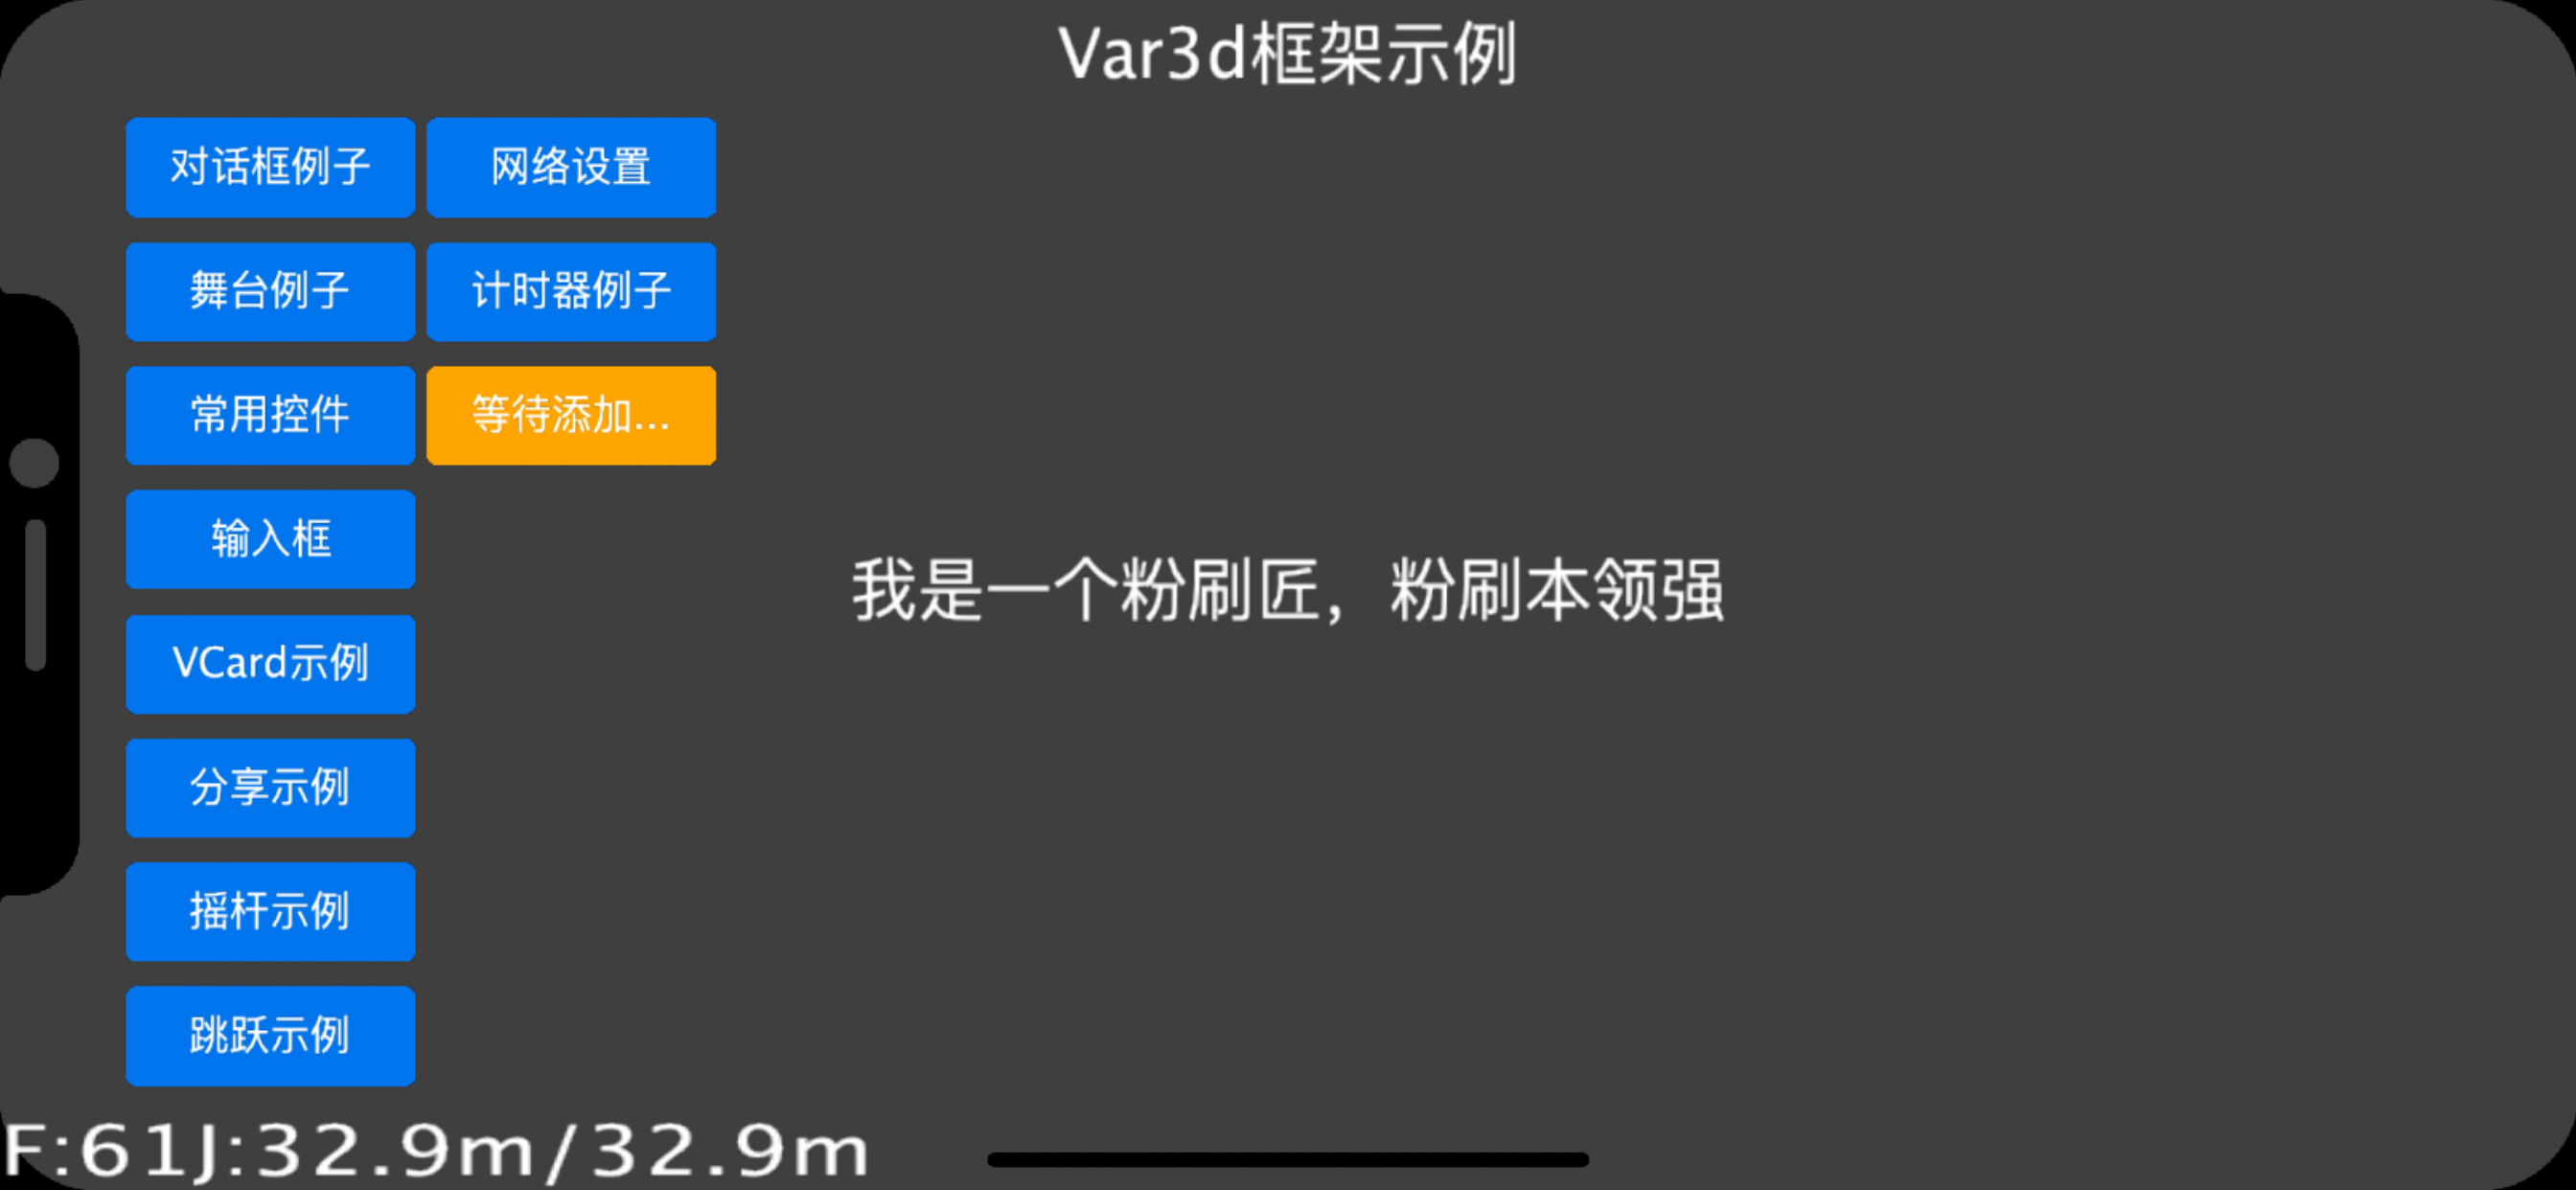 Var3d框架示例
对话框例子
网络设置
舞台例子
计时器例子
常用控件
等待添加...
输入框
我是一个粉刷匠，粉刷本领强
VCard示例
分享示例
摇杆示例
跳跃示例
F:61J:32.9m/32.9m